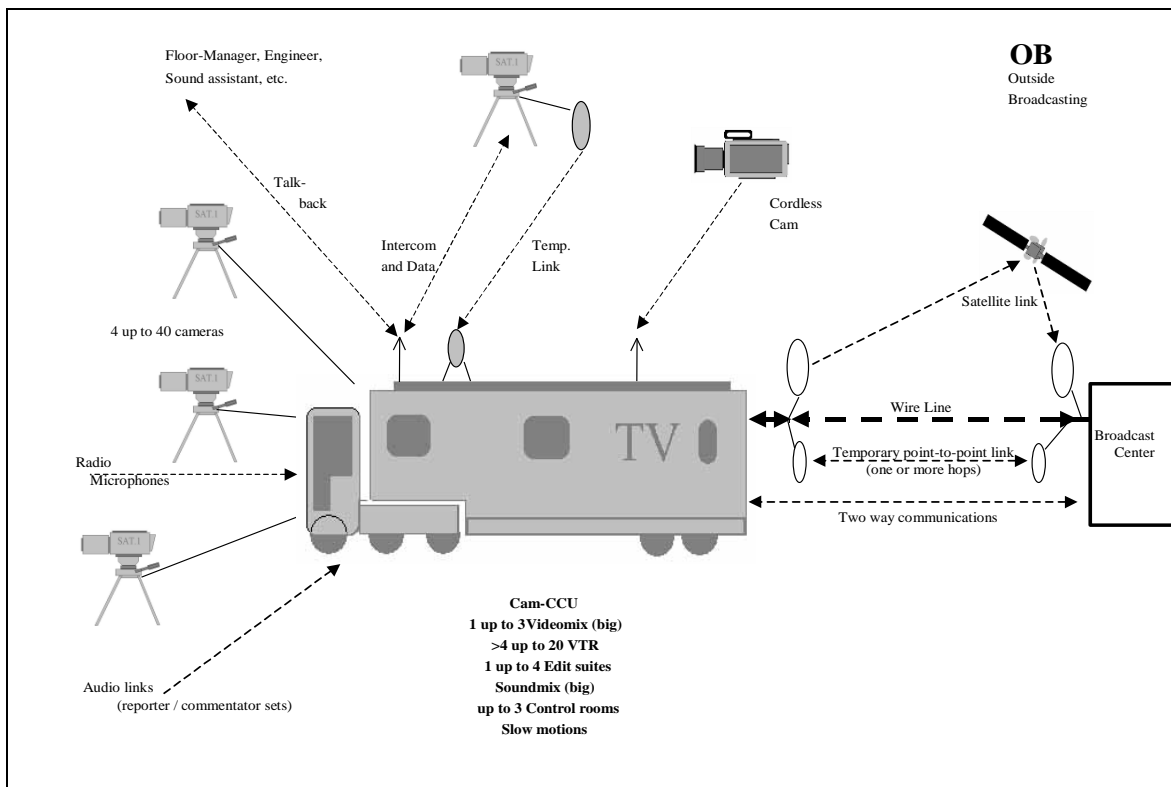 Floor-Manager, Engineer,
Sound assistant, etc.
SAT.1
OB
Outside
Broadcasting
Talk-
back
SAT.1
Intercom
and Data
Temp.
Link
Cordless
Cam
Satellite link
4 up to 40 cameras
SAT.1
Wire Line
TV
Broadcast
Center
Radio
Microphones
Temporary point-to-point link
(one or more hops)
Two way communications
SAT.1
Cam-CCU
1 up to 3Videomix (big)
>4 up to 20 VTR
1 up to 4 Edit suites
Soundmix (big)
up to 3 Control rooms
Slow motions
Audio links
(reporter / commentator sets)